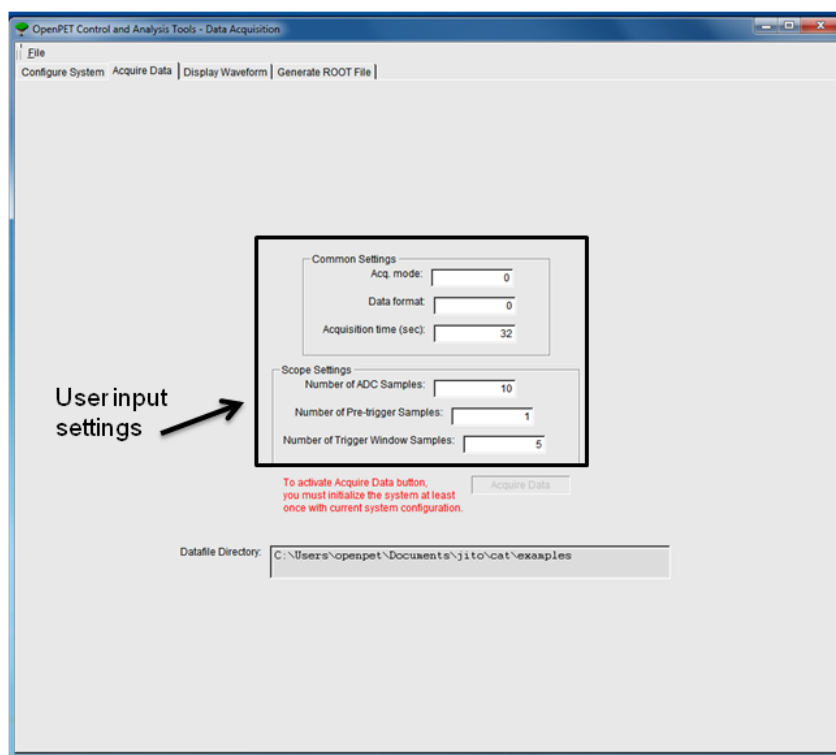 OpenPET Control and Analysis Tools - Data Acquisition
File
Configure System Acquire Data Display Waveform Generate ROOT File
Common Settings
Acq. mode: 0
Data format: 0
Acquisition time (sec): 32
Scope Settings
Number of ADC Samples: 10
Number of Pre-trigger Samples: 1
Number of Trigger Window Samples: 5
User input
settings
To activate Acquire Data button,
you must initialize the system at least
once with current system configuration.
Acquire Data
Datafile Directory: C:\Users\openpet\Documents\jito\cat\examples